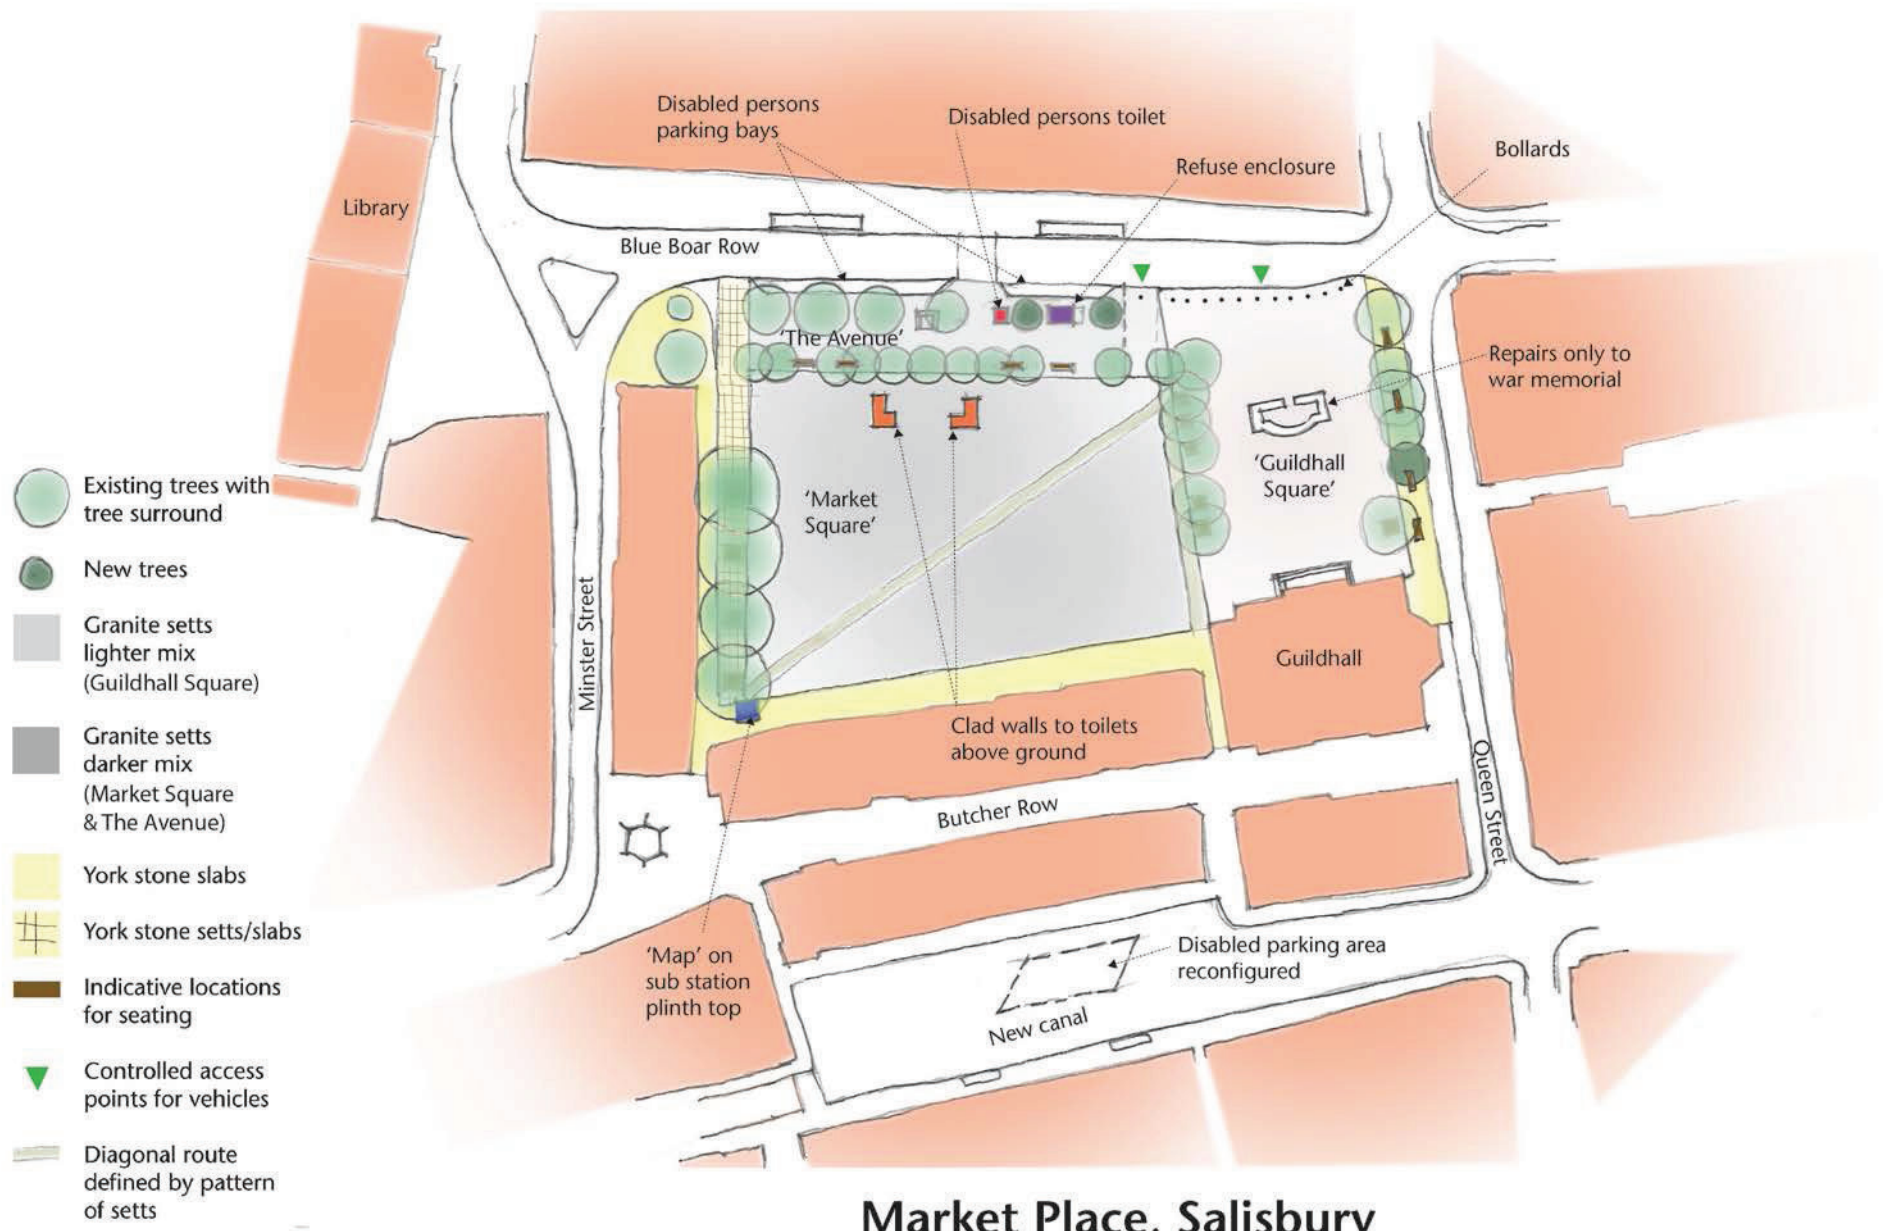 Disabled persons
parking bays
Disabled persons toilet
Refuse enclosure
Bollards
Library
Blue Boar Row
'The Avenue'
Repairs only to
war memorial
'Guildhall
Square'
'Market
Square'
Minster Street
Guildhall
Clad walls to toilets
above ground
Queen Street
Butcher Row
'Map' on
sub station
plinth top
Disabled parking area
reconfigured
New canal
Existing trees with
tree surround
New trees
Granite setts
lighter mix
(Guildhall Square)
Granite setts
darker mix
(Market Square
& The Avenue)
York stone slabs
York stone setts/slabs
Indicative locations
for seating
Controlled access
points for vehicles
Diagonal route
defined by pattern
of setts
Market Place, Salisbury